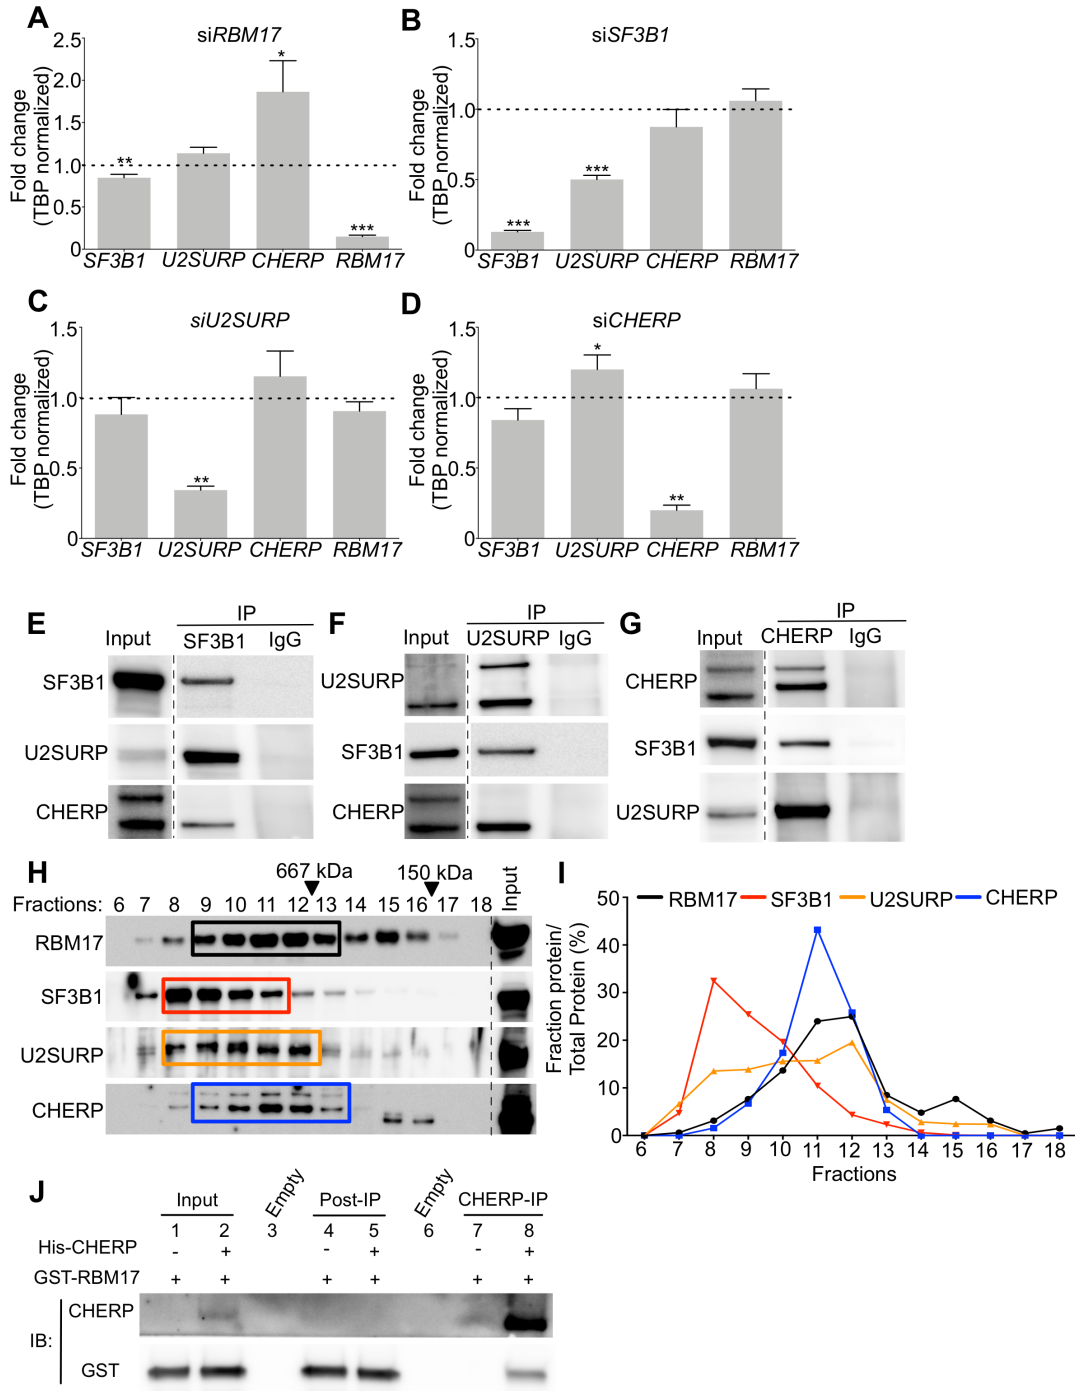 A
siRBM17
Fold change
(TBP normalized)
2.5
2.0
1.5
1.0
0.5
0
**
*
***
SF3B1 U2SURP CHERP RBM17
B
siSF3B1
Fold change
(TBP normalized)
1.5
1.0
0.5
0
***
***
SF3B1 U2SURP CHERP RBM17
C
siU2SURP
Fold change
(TBP normalized)
1.5
1.0
0.5
0
**
SF3B1 U2SURP CHERP RBM17
D
siCHERP
Fold change
(TBP normalized)
1.5
1.0
0.5
0
*
**
SF3B1 U2SURP CHERP RBM17
E
IP
Input SF3B1 IgG
SF3B1
U2SURP
CHERP
F
IP
Input U2SURP IgG
U2SURP
SF3B1
CHERP
G
IP
Input CHERP IgG
CHERP
SF3B1
U2SURP
H
667 kDa 150 kDa
Fractions: 6 7 8 9 10 11 12 13 14 15 16 17 18 Input
RBM17
SF3B1
U2SURP
CHERP
I
RBM17 SF3B1 U2SURP CHERP
Fraction protein/
Total Protein (%)
50
40
30
20
10
0
6 7 8 9 10 11 12 13 14 15 16 17 18
Fractions
J
Input Empty Post-IP Empty CHERP-IP
1 2 3 4 5 6 7 8
His-CHERP - + - + - +
GST-RBM17 + + + + + +
IB:
CHERP
GST